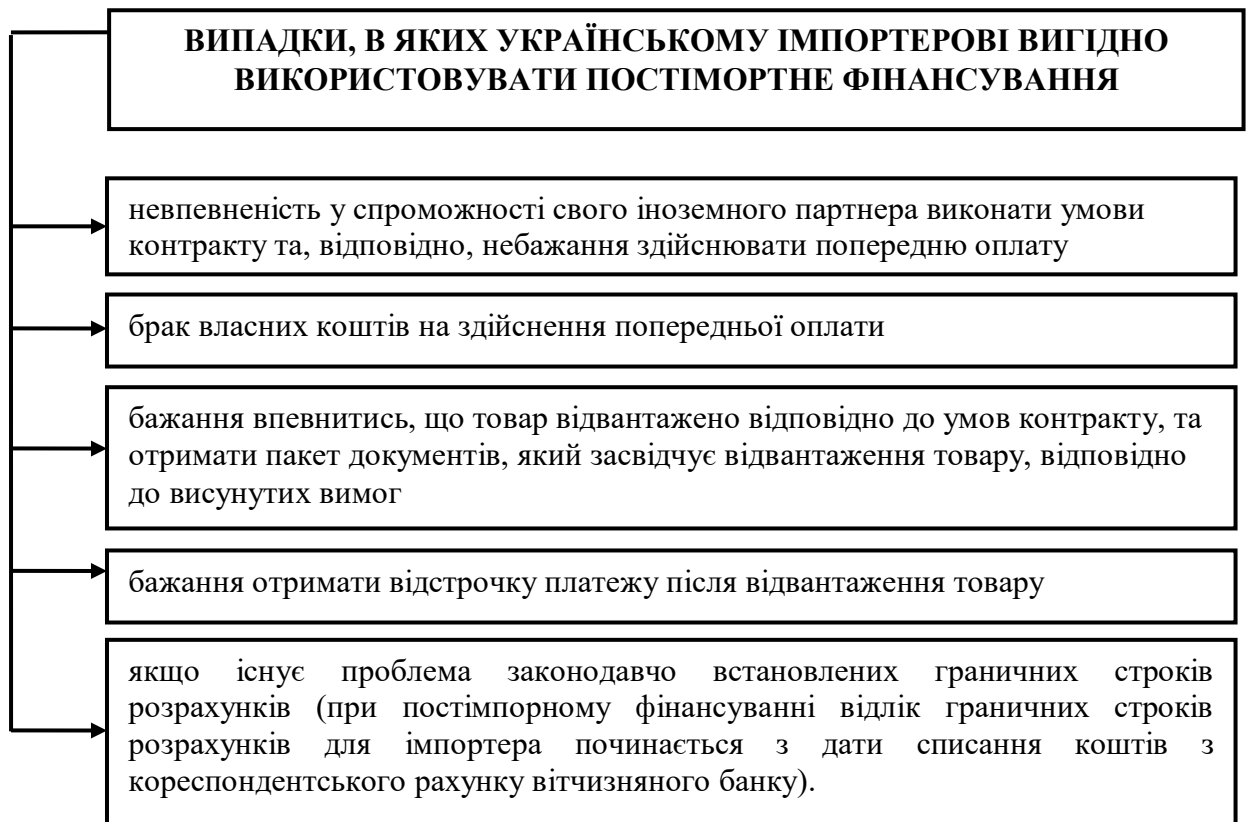 ВИПАДКИ, В ЯКИХ УКРАЇНСЬКОМУ ІМПОРТЕРОВІ ВИГІДНО
ВИКОРИСТОВУВАТИ ПОСТІМОРТНЕ ФІНАНСУВАННЯ
невпевненість у спроможності свого іноземного партнера виконати умови
контракту та, відповідно, небажання здійснювати попередню оплату
брак власних коштів на здійснення попередньої оплати
бажання впевнитись, що товар відвантажено відповідно до умов контракту, та
отримати пакет документів, який засвідчує відвантаження товару, відповідно
до висунутих вимог
бажання отримати відстрочку платежу після відвантаження товару
якщо існує проблема законодавчо встановлених граничних строків
розрахунків (при постімпорному фінансуванні відлік граничних строків
розрахунків для імпортера починається з дати списання коштів з
кореспондентського рахунку вітчизняного банку).